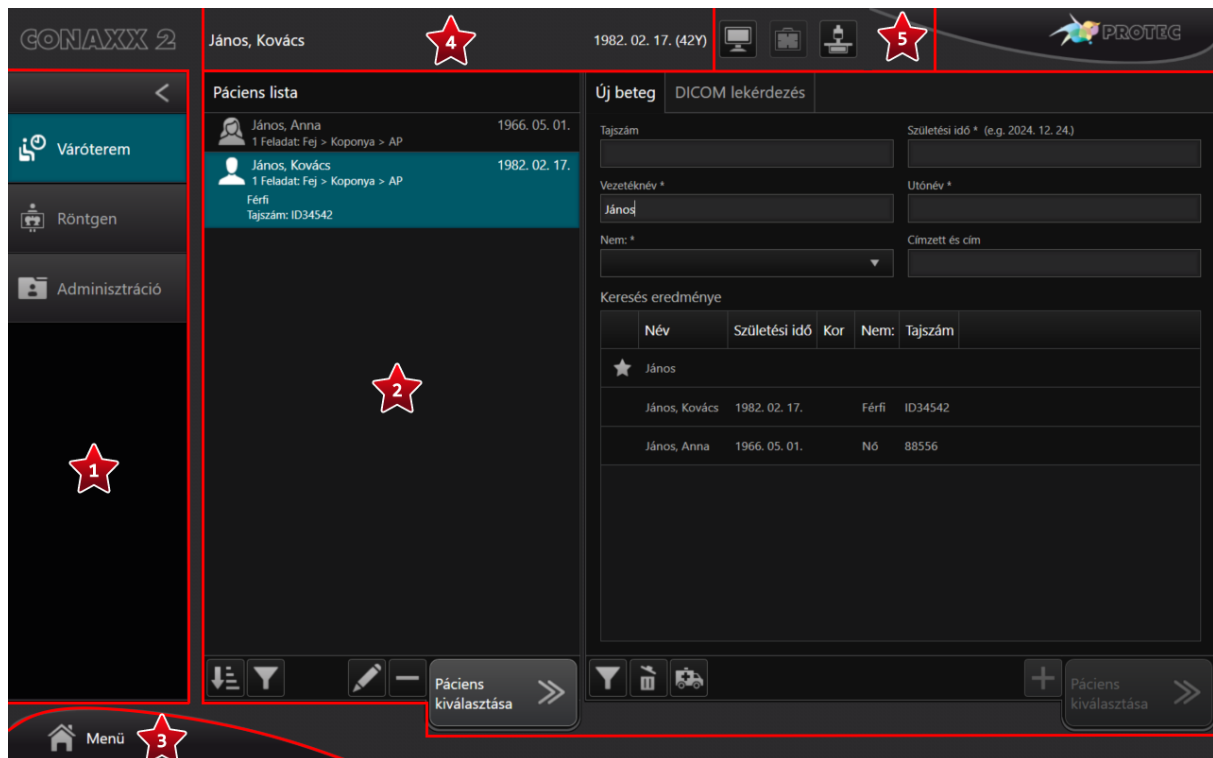 CONAXX 2
János, Kovács
4
1982. 02. 17. (42Y)
5
PROTEC
Váróterem
Röntgen
Adminisztráció
1
Páciens lista
János, Anna 1966. 05. 01.
1 Feladat: Fej > Koponya > AP
János, Kovács 1982. 02. 17.
1 Feladat: Fej > Koponya > AP
Férfi
Tajszám: ID34542
2
Páciens
kiválasztása
Új beteg DICOM lekérdezés
Tajszám Születési idő * (e.g. 2024. 12. 24.)
Vezetéknév * Utónév *
János
Nem: * Címzett és cím
Keresés eredménye
Név Születési idő Kor Nem: Tajszám
János
János, Kovács 1982. 02. 17. Férfi ID34542
János, Anna 1966. 05. 01. Nő 88556
Páciens
kiválasztása
Menü
3